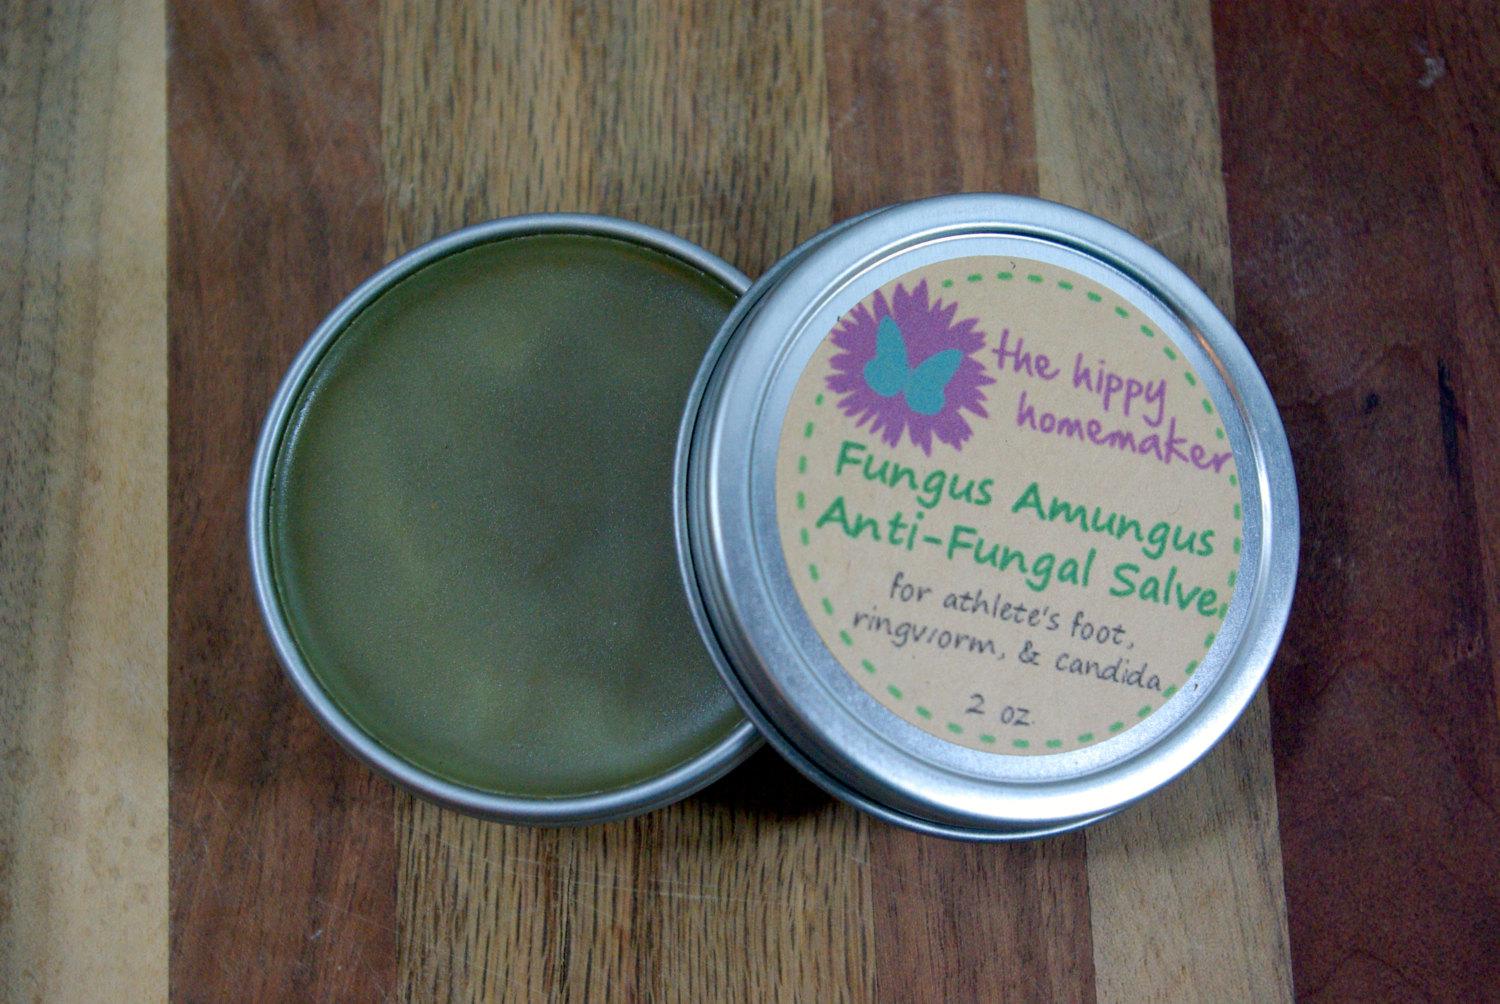 the hippy
homemaker
Fungus Amungus
Anti-Fungal Salve
for athlete's foot,
ringworm, & candida
2 oz.